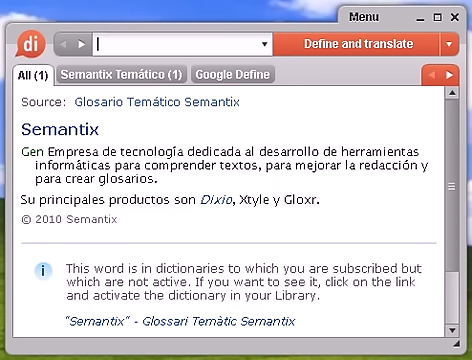 Menu
di
Define and translate
All (1)
Semantix Temático (1)
Google Define
Source: Glosario Temático Semantix
Semantix
Gen Empresa de tecnología dedicada al desarrollo de herramientas
informáticas para comprender textos, para mejorar la redacción y
para crear glosarios.
Su principales productos son Dixio, Xtyle y Gloxr.
© 2010 Semantix
i
This word is in dictionaries to which you are subscribed but
which are not active. If you want to see it, click on the link
and activate the dictionary in your Library.
"Semantix" - Glossari Temàtic Semantix